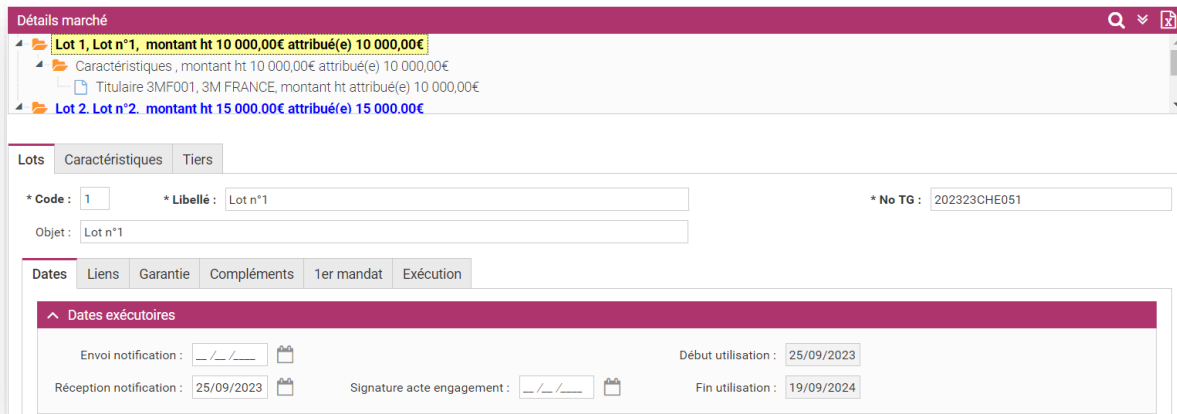 Détails marché
Lot 1, Lot n°1, montant ht 10 000,00€ attribué(e) 10 000,00€
Caractéristiques , montant ht 10 000,00€ attribué(e) 10 000,00€
Titulaire 3MF001, 3M FRANCE, montant ht attribué(e) 10 000,00€
Lot 2, Lot n°2, montant ht 15 000,00€ attribué(e) 15 000,00€
Lots Caractéristiques Tiers
* Code : 1 * Libellé : Lot n°1 * No TG : 202323CHE051
Objet : Lot n°1
Dates Liens Garantie Compléments 1er mandat Exécution
Dates exécutoires
Envoi notification : __/__/____ Début utilisation : 25/09/2023
Réception notification : 25/09/2023 Signature acte engagement : __/__/____ Fin utilisation : 19/09/2024